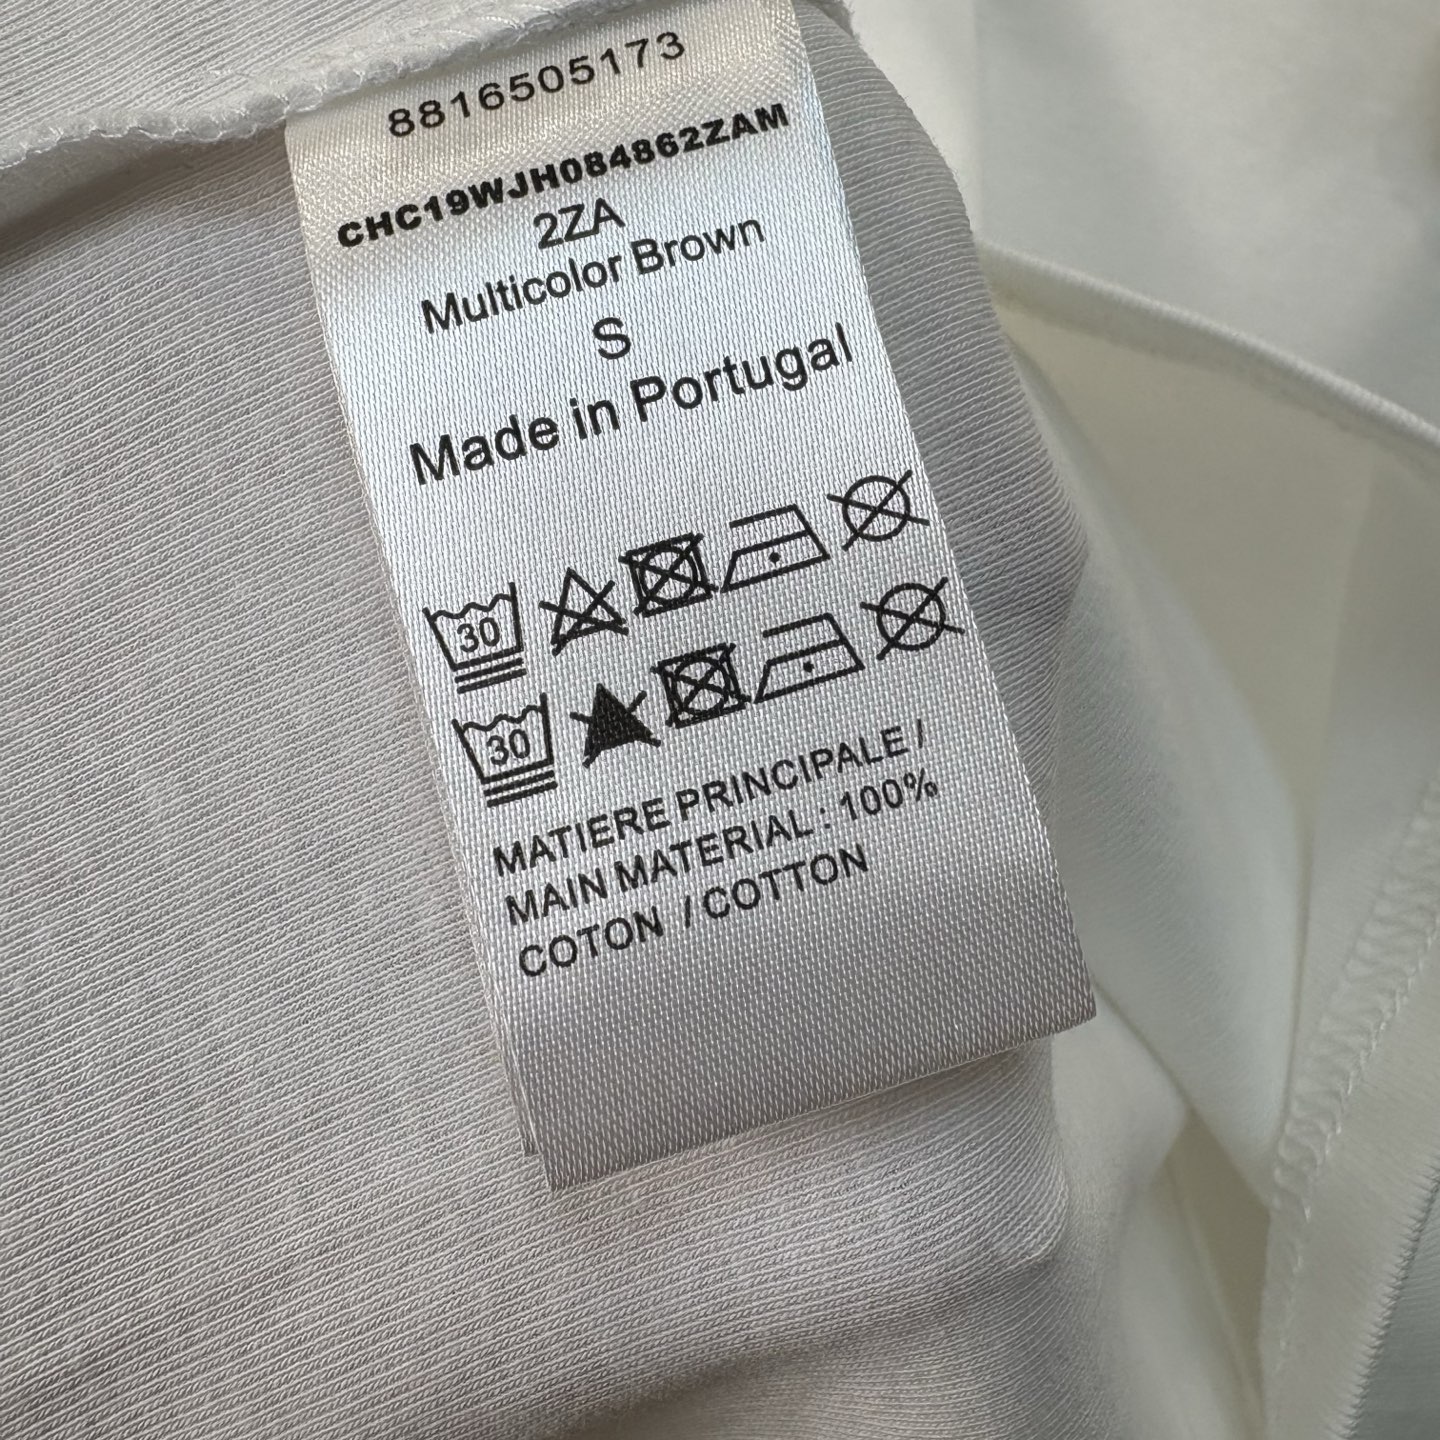 8816505173
CHC19WJH084862ZAM
2ZA
Multicolor Brown
S
Made in Portugal
30
30
MATIERE PRINCIPALE /
MAIN MATERIAL : 100%
COTON / COTTON